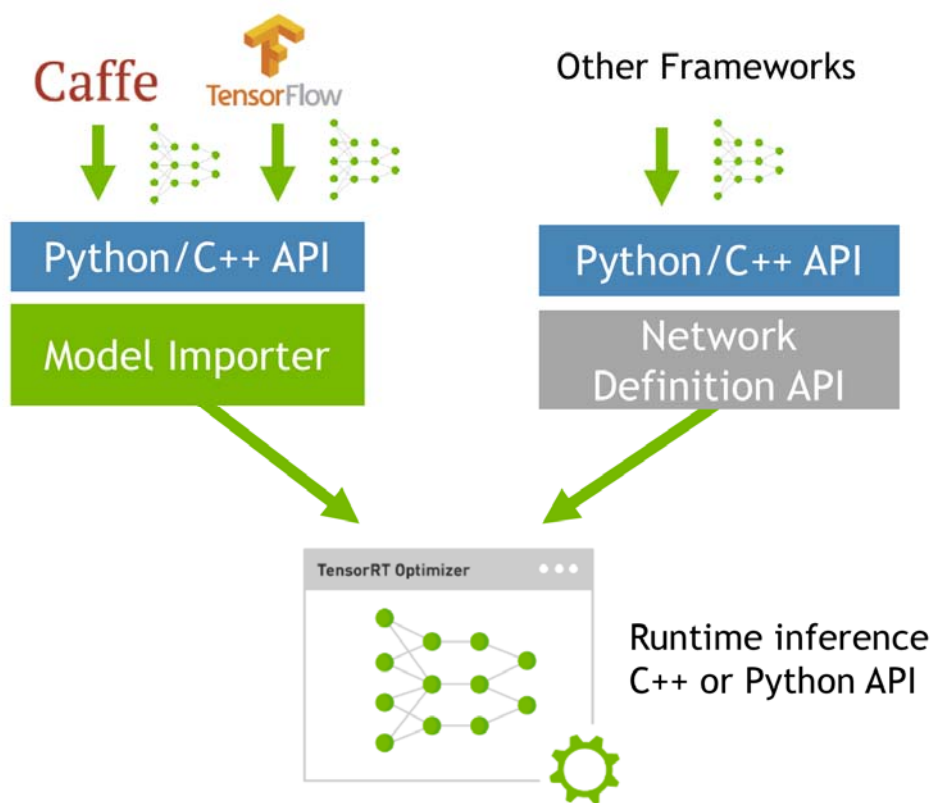 Caffe
TensorFlow
Other Frameworks
Python/C++ API
Model Importer
Python/C++ API
Network
Definition API
TensorRT Optimizer
Runtime inference
C++ or Python API